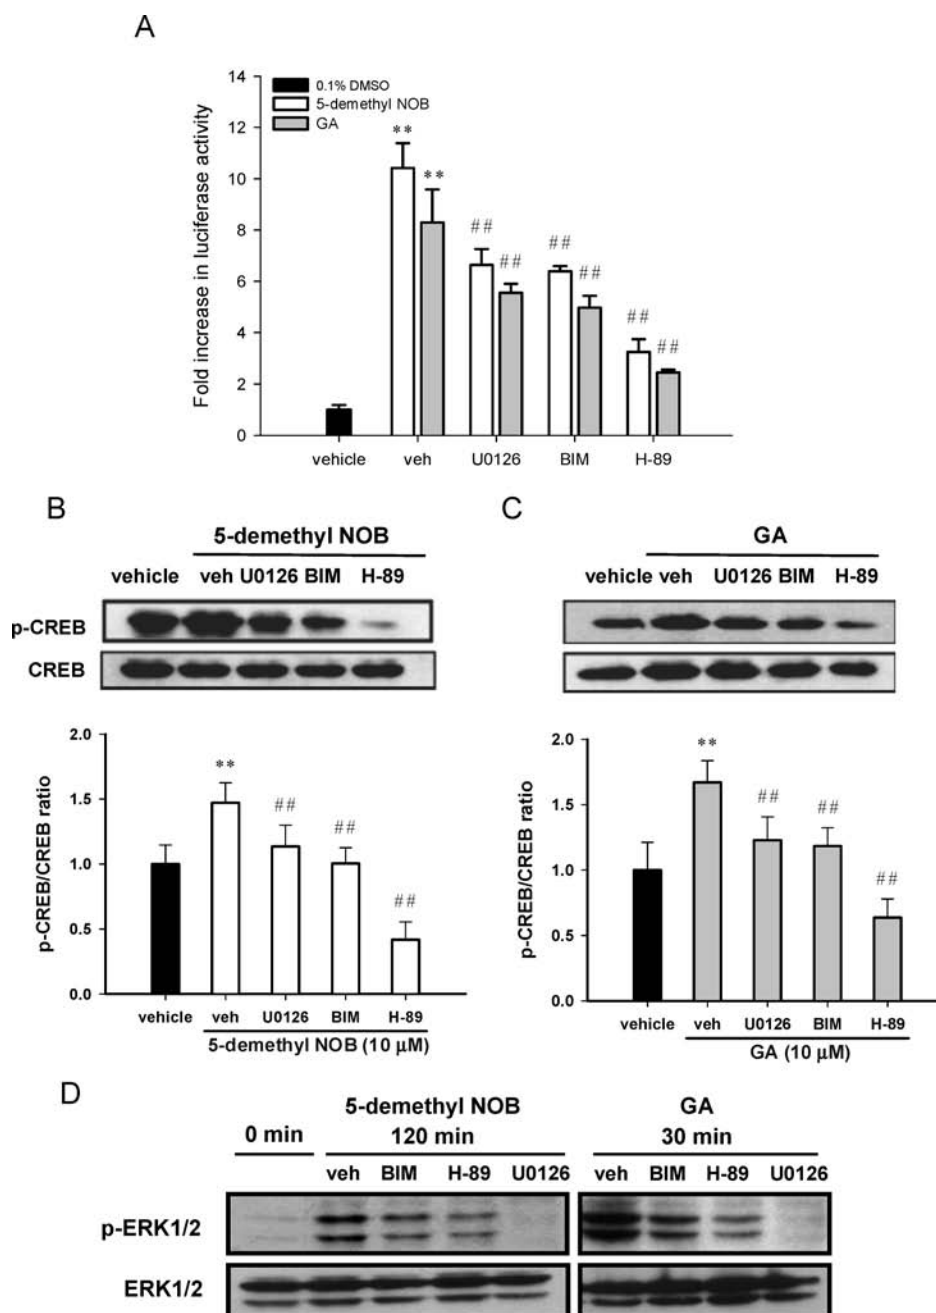 A
14
12
10
8
6
4
2
0
Fold increase in luciferase activity
0.1% DMSO
5-demethyl NOB
GA
**
**
##
##
##
##
##
##
vehicle veh U0126 BIM H-89
B
5-demethyl NOB
vehicle veh U0126 BIM H-89
p-CREB
CREB
2.0
1.5
1.0
0.5
0.0
p-CREB/CREB ratio
**
##
##
##
vehicle veh U0126 BIM H-89
5-demethyl NOB (10 μM)
C
GA
vehicle veh U0126 BIM H-89
2.0
1.5
1.0
0.5
0.0
p-CREB/CREB ratio
**
##
##
##
vehicle veh U0126 BIM H-89
GA (10 μM)
D
5-demethyl NOB GA
0 min 120 min 30 min
veh BIM H-89 U0126 veh BIM H-89 U0126
p-ERK1/2
ERK1/2